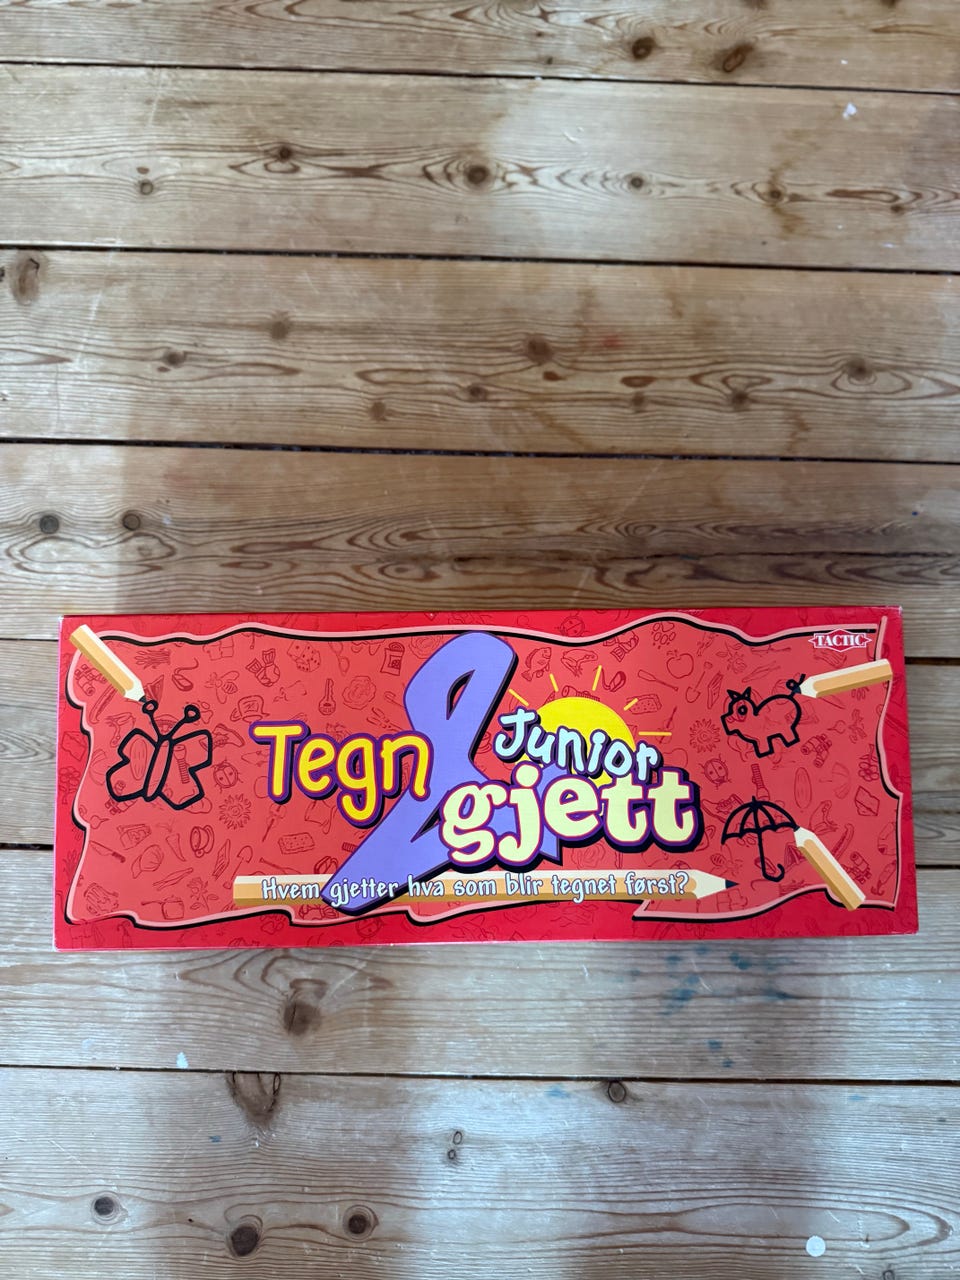 TACTIC
Tegn & gjett
Junior
Hvem gjetter hva som blir tegnet først?